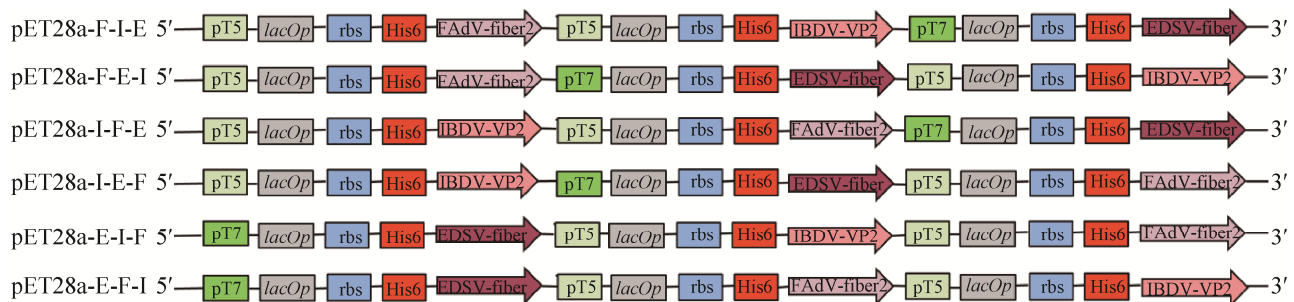 pET28a-F-I-E 5′ pT5 lacOp rbs His6 FAdV-fiber2 pT5 lacOp rbs His6 IBDV-VP2 pT7 lacOp rbs His6 EDSV-fiber 3′
pET28a-F-E-I 5′ pT5 lacOp rbs His6 FAdV-fiber2 pT7 lacOp rbs His6 EDSV-fiber pT5 lacOp rbs His6 IBDV-VP2 3′
pET28a-I-F-E 5′ pT5 lacOp rbs His6 IBDV-VP2 pT5 lacOp rbs His6 FAdV-fiber2 pT7 lacOp rbs His6 EDSV-fiber 3′
pET28a-I-E-F 5′ pT5 lacOp rbs His6 IBDV-VP2 pT7 lacOp rbs His6 EDSV-fiber pT5 lacOp rbs His6 FAdV-fiber2 3′
pET28a-E-I-F 5′ pT7 lacOp rbs His6 EDSV-fiber pT5 lacOp rbs His6 IBDV-VP2 pT5 lacOp rbs His6 FAdV-fiber2 3′
pET28a-E-F-I 5′ pT7 lacOp rbs His6 EDSV-fiber pT5 lacOp rbs His6 FAdV-fiber2 pT5 lacOp rbs His6 IBDV-VP2 3′